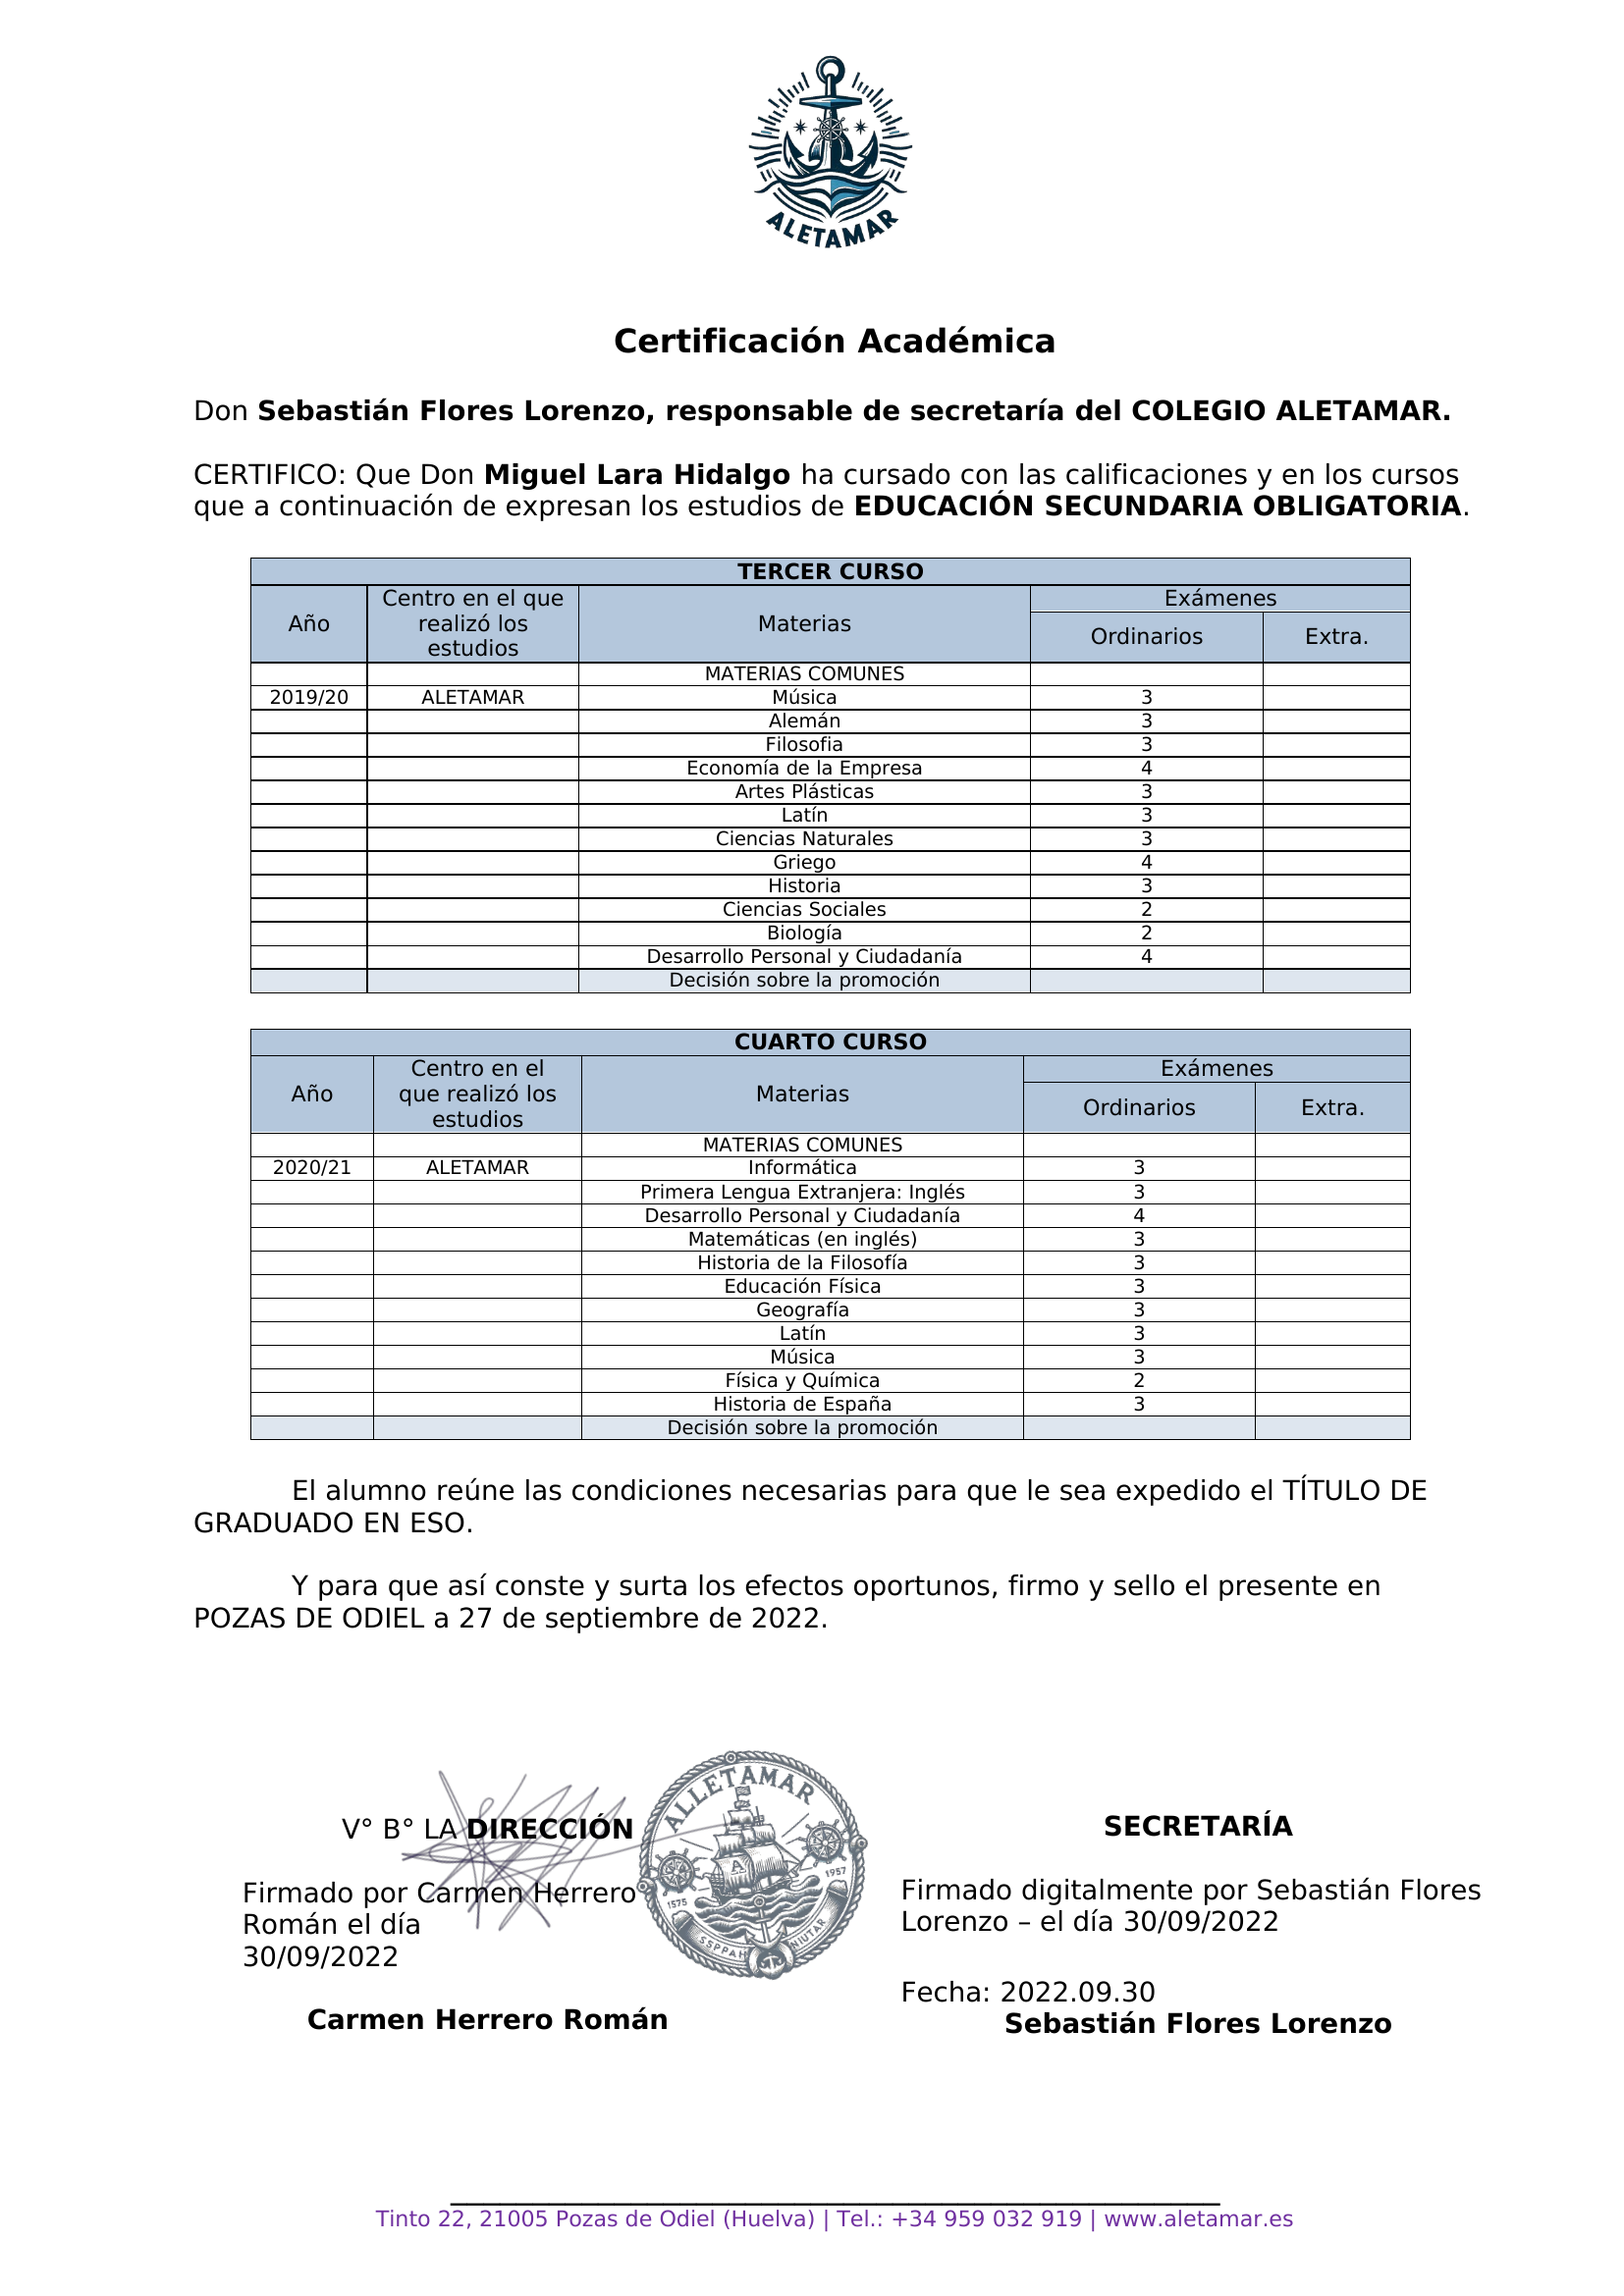 ALETAMAR
Certificación Académica
Don Sebastián Flores Lorenzo, responsable de secretaría del COLEGIO ALETAMAR.
CERTIFICO: Que Don Miguel Lara Hidalgo ha cursado con las calificaciones y en los cursos
que a continuación de expresan los estudios de EDUCACIÓN SECUNDARIA OBLIGATORIA.
TERCER CURSO
Año Centro en el que realizó los estudios Materias Exámenes
Ordinarios Extra.
MATERIAS COMUNES
2019/20 ALETAMAR Música 3
Alemán 3
Filosofia 3
Economía de la Empresa 4
Artes Plásticas 3
Latín 3
Ciencias Naturales 3
Griego 4
Historia 3
Ciencias Sociales 2
Biología 2
Desarrollo Personal y Ciudadanía 4
Decisión sobre la promoción
CUARTO CURSO
Año Centro en el que realizó los estudios Materias Exámenes
Ordinarios Extra.
MATERIAS COMUNES
2020/21 ALETAMAR Informática 3
Primera Lengua Extranjera: Inglés 3
Desarrollo Personal y Ciudadanía 4
Matemáticas (en inglés) 3
Historia de la Filosofía 3
Educación Física 3
Geografía 3
Latín 3
Música 3
Física y Química 2
Historia de España 3
Decisión sobre la promoción
El alumno reúne las condiciones necesarias para que le sea expedido el TÍTULO DE
GRADUADO EN ESO.
Y para que así conste y surta los efectos oportunos, firmo y sello el presente en
POZAS DE ODIEL a 27 de septiembre de 2022.
V° B° LA DIRECCIÓN
Firmado por Carmen Herrero
Román el día
30/09/2022
Carmen Herrero Román
ALLETAMAR
A
1575
1957
SSPPAH
NIUTAR
SECRETARÍA
Firmado digitalmente por Sebastián Flores
Lorenzo – el día 30/09/2022
Fecha: 2022.09.30
Sebastián Flores Lorenzo
Tinto 22, 21005 Pozas de Odiel (Huelva) | Tel.: +34 959 032 919 | www.aletamar.es